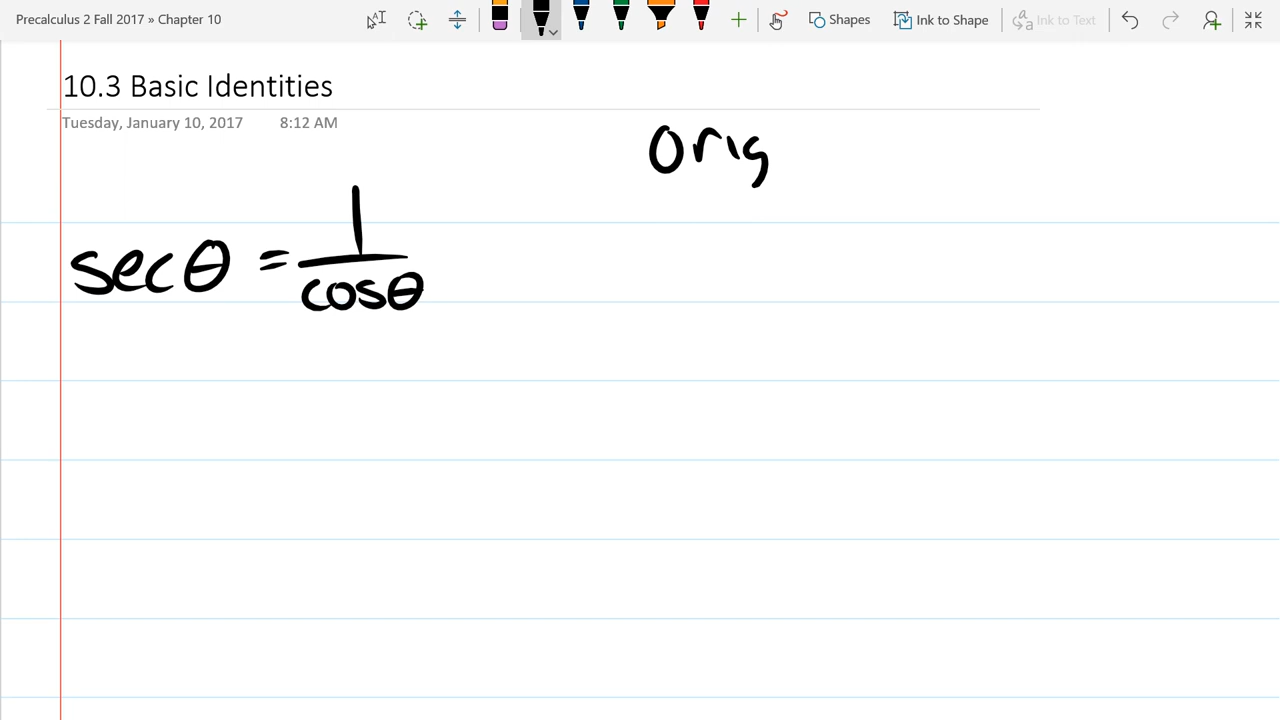 Precalculus 2 Fall 2017 » Chapter 10
Shapes
Ink to Shape
Ink to Text
10.3 Basic Identities
Tuesday, January 10, 2017 8:12 AM
orig
secθ = 1/cosθ